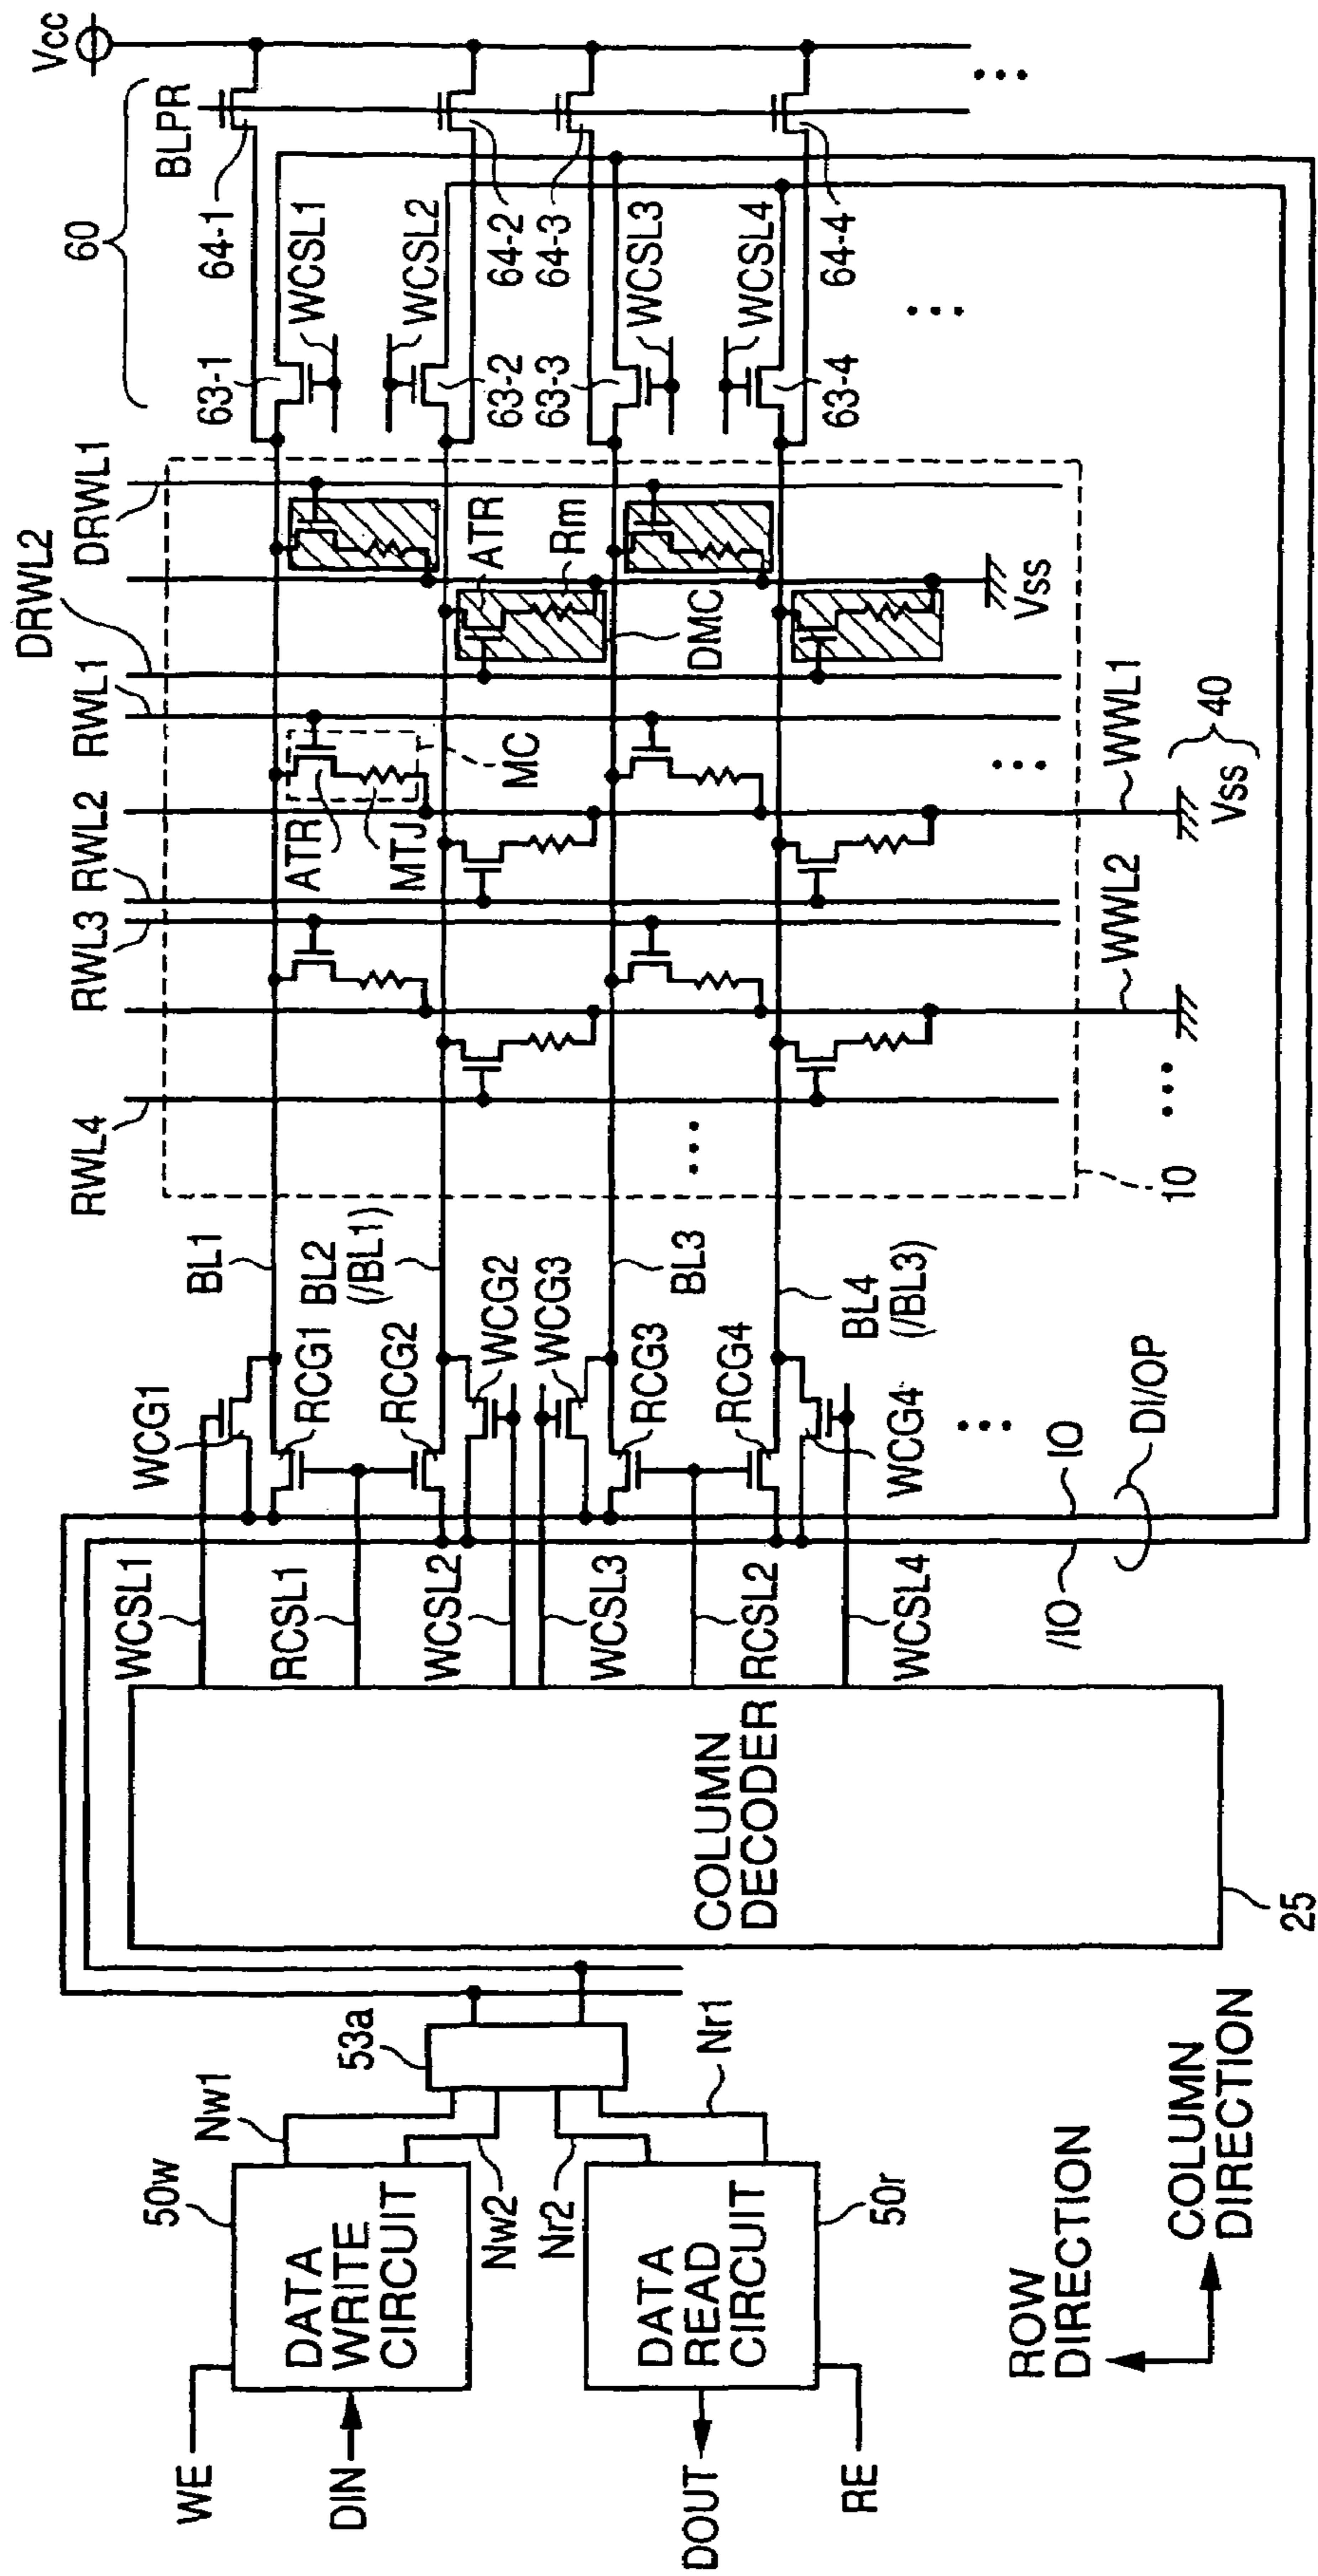 Vcc
60
BLPR
64-1
WCSL1
WCSL2
64-2
64-3
WCSL3
WCSL4
64-4
63-1
63-2
63-3
63-4
DRWL1
DRWL2
RWL1
RWL2
RWL3
RWL4
ATR
Rm
DMC
Vss
ATR
MTJ
MC
WWL1
WWL2
40
Vss
10
BL1
BL2
(/BL1)
BL3
BL4
(/BL3)
WCG1
RCG1
RCG2
WCG2
WCG3
RCG3
RCG4
WCG4
IO
/IO
DI/OP
WCSL1
RCSL1
WCSL2
WCSL3
RCSL2
WCSL4
COLUMN
DECODER
25
53a
Nw1
Nw2
Nr2
Nr1
50w
DATA
WRITE
CIRCUIT
50r
DATA
READ
CIRCUIT
WE
DIN
DOUT
RE
ROW
DIRECTION
COLUMN
DIRECTION